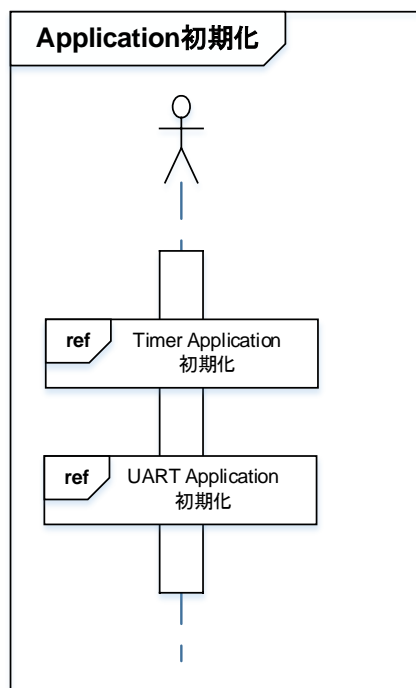 Application初期化
ref
Timer Application
初期化
ref
UART Application
初期化